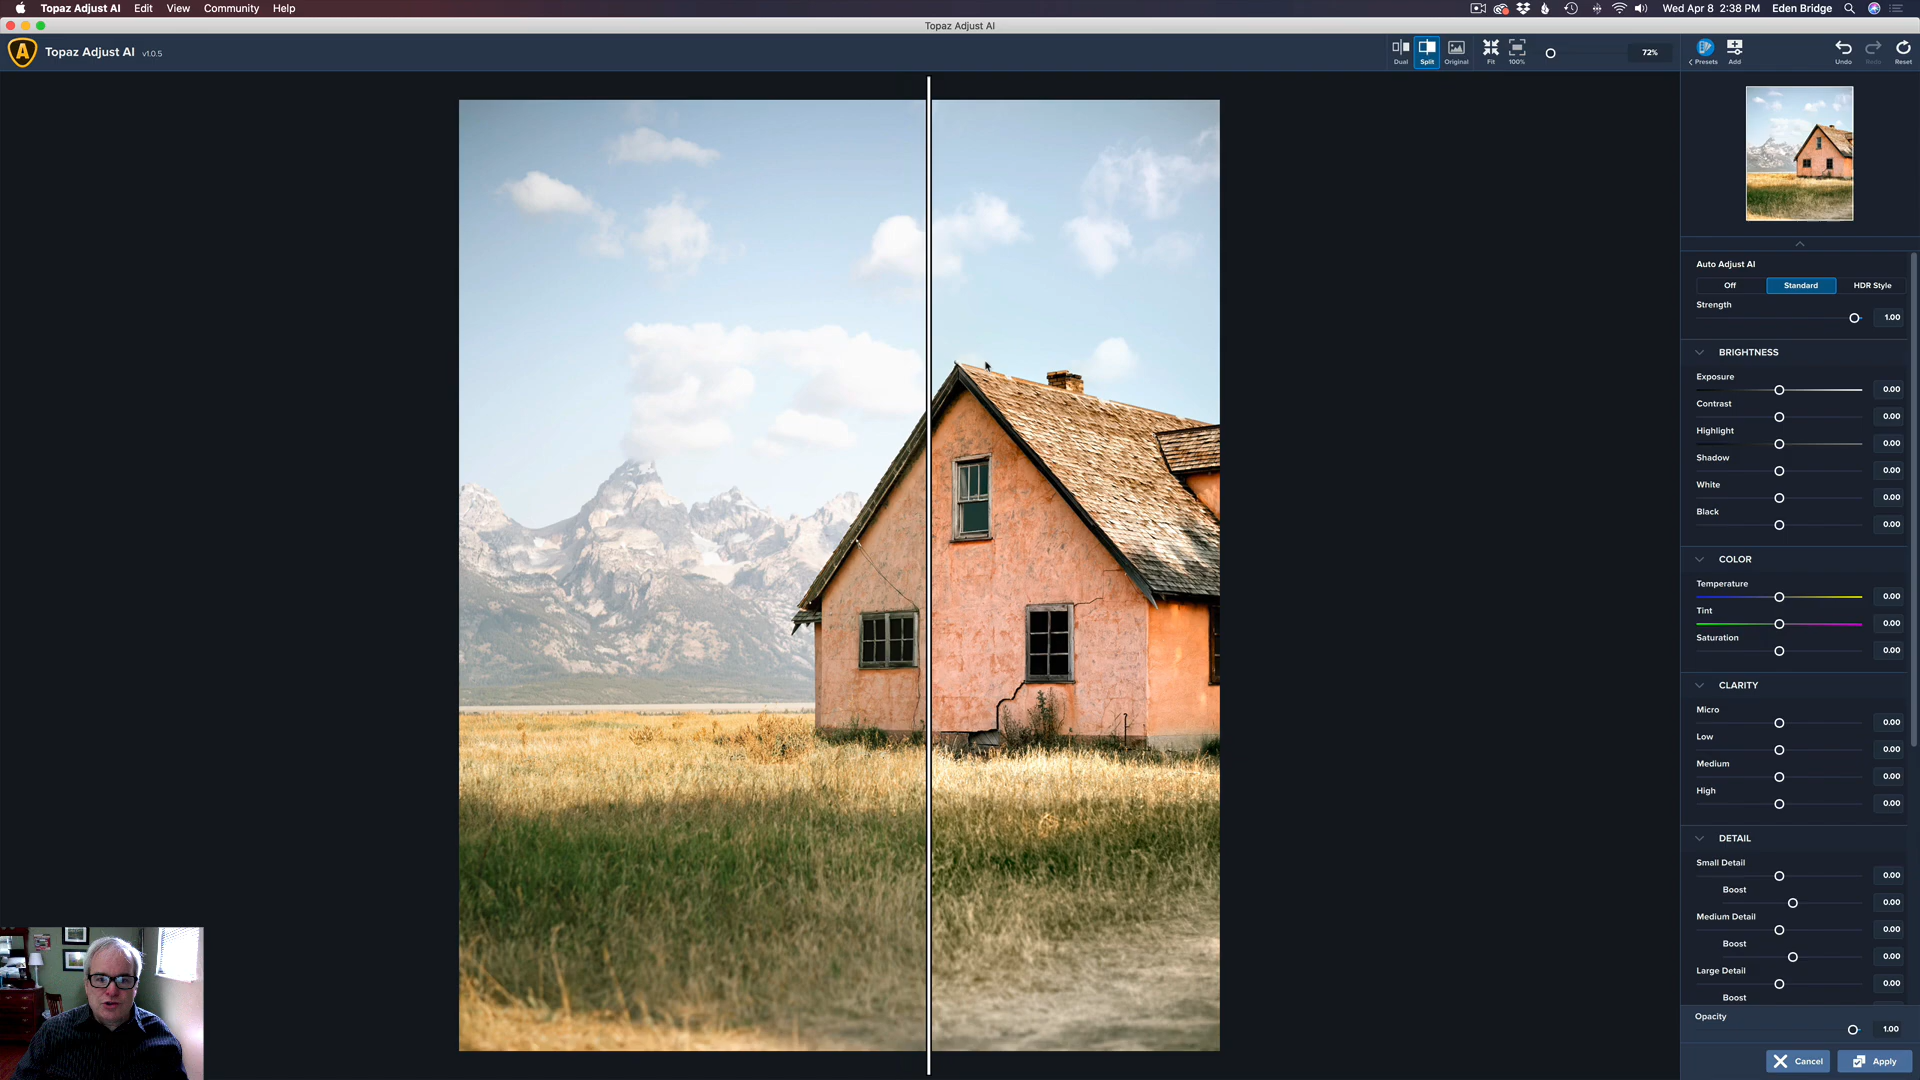 Topaz Adjust AI Edit View Community Help Wed Apr 8 2:38 PM Eden Bridge
Topaz Adjust AI
A Topaz Adjust AI v1.0.5 Dual Split Original Fit 100% 72% Presets Add Undo Redo Reset
Auto Adjust AI
Off Standard HDR Style
Strength
1.00
BRIGHTNESS
Exposure
0.00
Contrast
0.00
Highlight
0.00
Shadow
0.00
White
0.00
Black
0.00
COLOR
Temperature
0.00
Tint
0.00
Saturation
0.00
CLARITY
Micro
0.00
Low
0.00
Medium
0.00
High
0.00
DETAIL
Small Detail
0.00
Boost
0.00
Medium Detail
0.00
Boost
0.00
Large Detail
0.00
Boost
Opacity
1.00
Cancel Apply